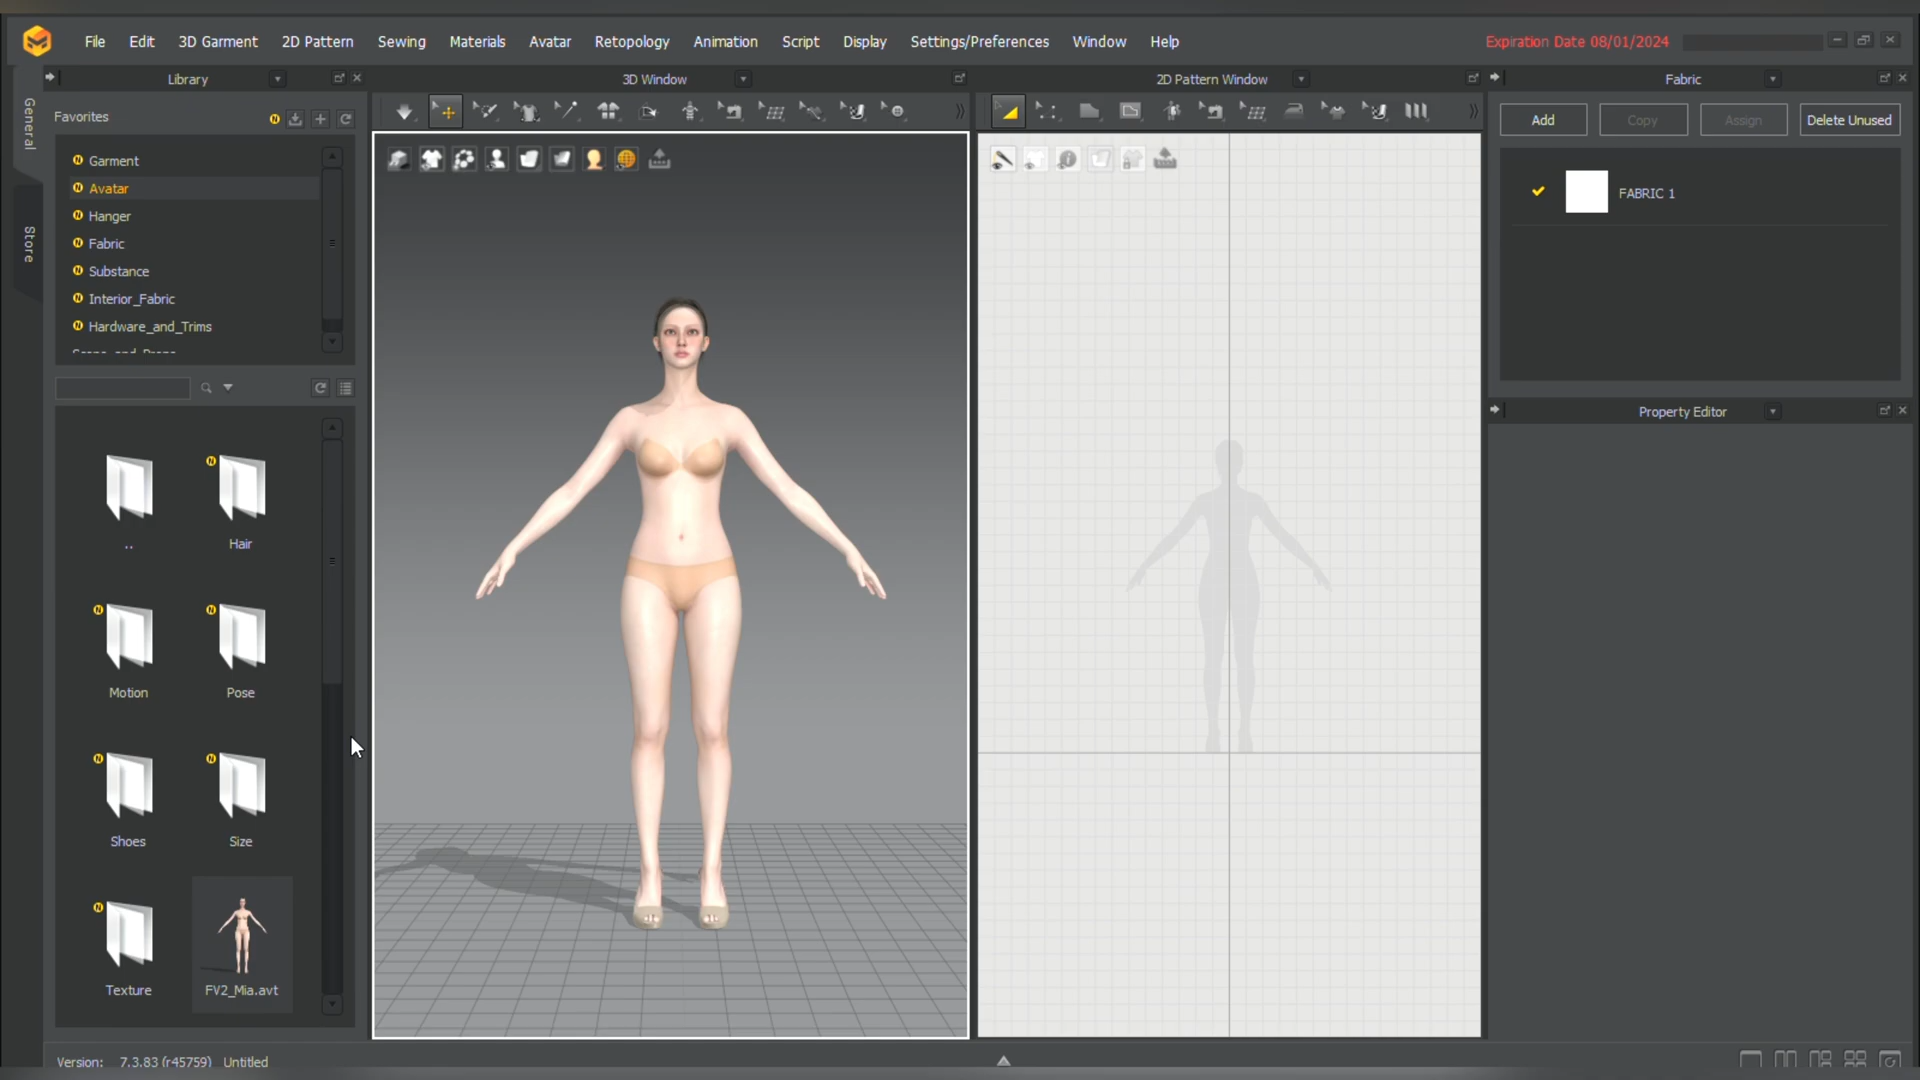 File Edit 3D Garment 2D Pattern Sewing Materials Avatar Retopology Animation Script Display Settings/Preferences Window Help Expiration Date 08/01/2024
Library 3D Window 2D Pattern Window Fabric
General
Store
Favorites
Garment
Avatar
Hanger
Fabric
Substance
Interior_Fabric
Hardware_and_Trims
Add Copy Assign Delete Unused
FABRIC 1
Property Editor
.. Hair
Motion Pose
Shoes Size
Texture FV2_Mia.avt
Version: 7.3.83 (r45759) Untitled